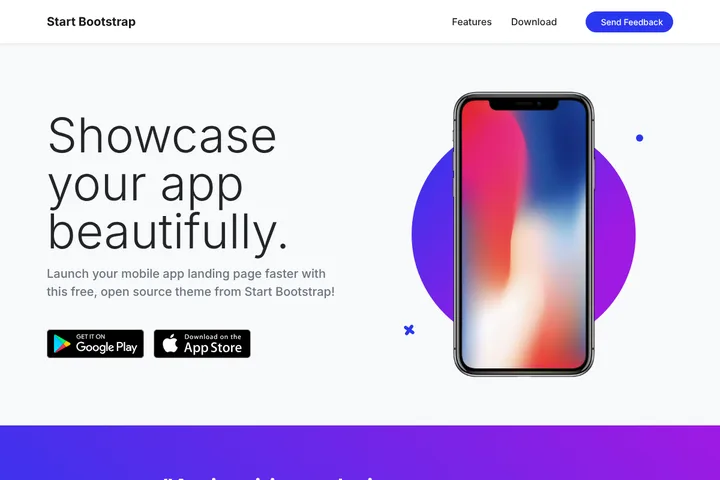 Start Bootstrap
Features
Download
Send Feedback
Showcase
your app
beautifully.
Launch your mobile app landing page faster with
this free, open source theme from Start Bootstrap!
GET IT ON
Google Play
Download on the
App Store